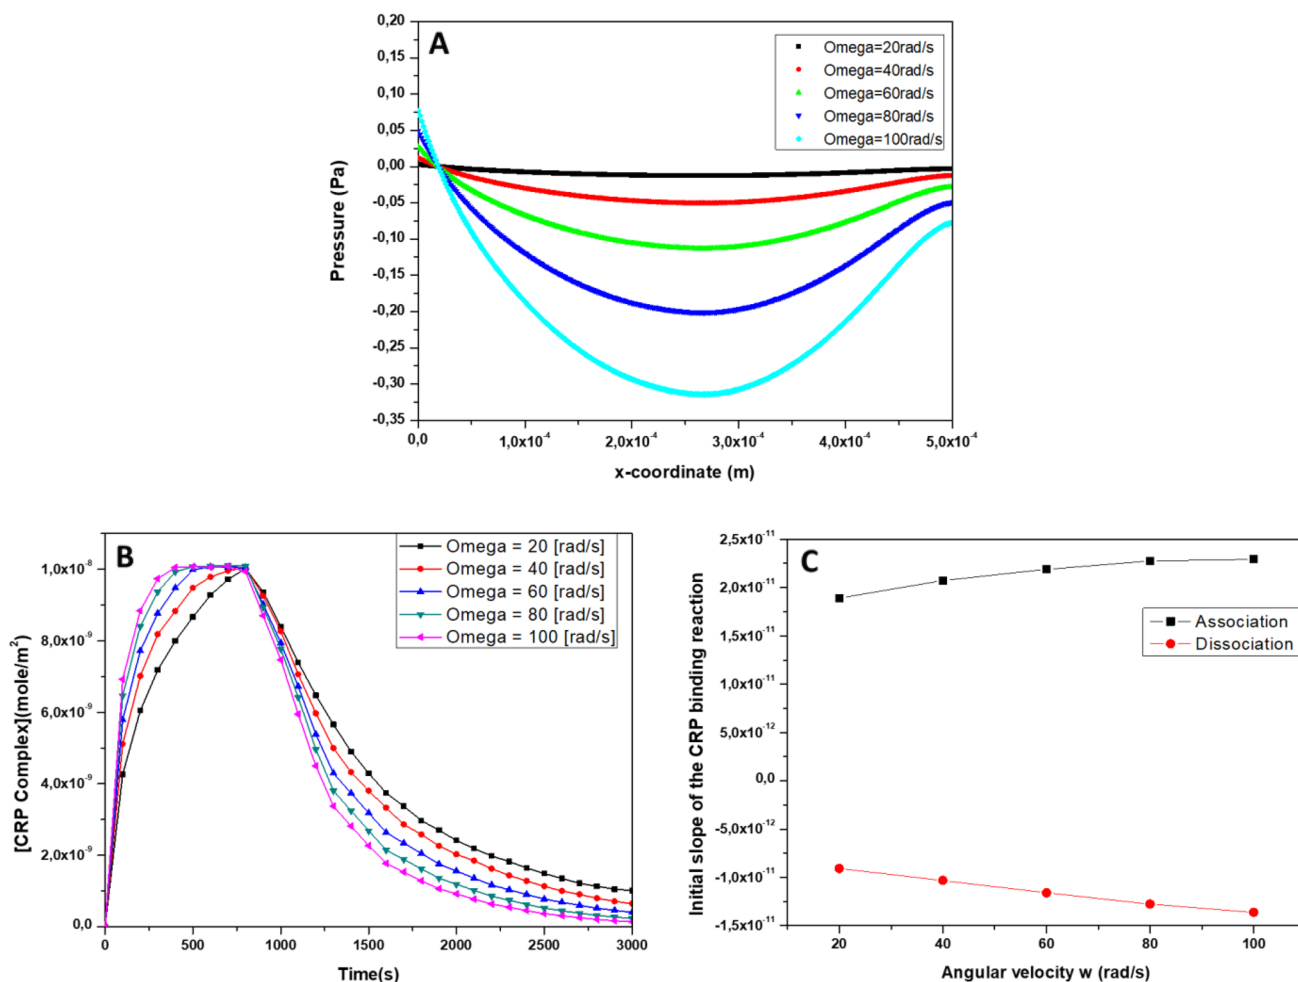 A
0,20
0,15
0,10
0,05
0,00
-0,05
-0,10
-0,15
-0,20
-0,25
-0,30
-0,35
Pressure (Pa)
Omega=20rad/s
Omega=40rad/s
Omega=60rad/s
Omega=80rad/s
Omega=100rad/s
0,0 1,0x10⁻⁴ 2,0x10⁻⁴ 3,0x10⁻⁴ 4,0x10⁻⁴ 5,0x10⁻⁴
x-coordinate (m)
B
1,0x10⁻⁸
8,0x10⁻⁹
6,0x10⁻⁹
4,0x10⁻⁹
2,0x10⁻⁹
0,0
[CRP Complex](mole/m²)
Omega = 20 [rad/s]
Omega = 40 [rad/s]
Omega = 60 [rad/s]
Omega = 80 [rad/s]
Omega = 100 [rad/s]
0 500 1000 1500 2000 2500 3000
Time(s)
C
2,5x10⁻¹¹
2,0x10⁻¹¹
1,5x10⁻¹¹
1,0x10⁻¹¹
5,0x10⁻¹²
0,0
-5,0x10⁻¹²
-1,0x10⁻¹¹
-1,5x10⁻¹¹
Initial slope of the CRP binding reaction
Association
Dissociation
20 40 60 80 100
Angular velocity w (rad/s)